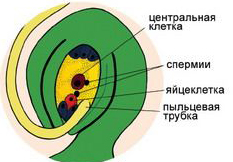 центральная
клетка
спермии
яйцеклетка
пыльцевая
трубка